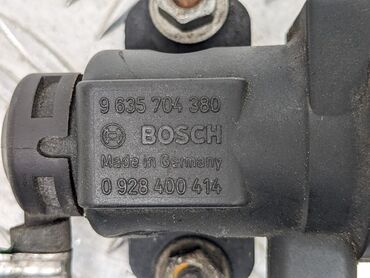 9 635 704 380
BOSCH
Made in Germany
0 928 400 414